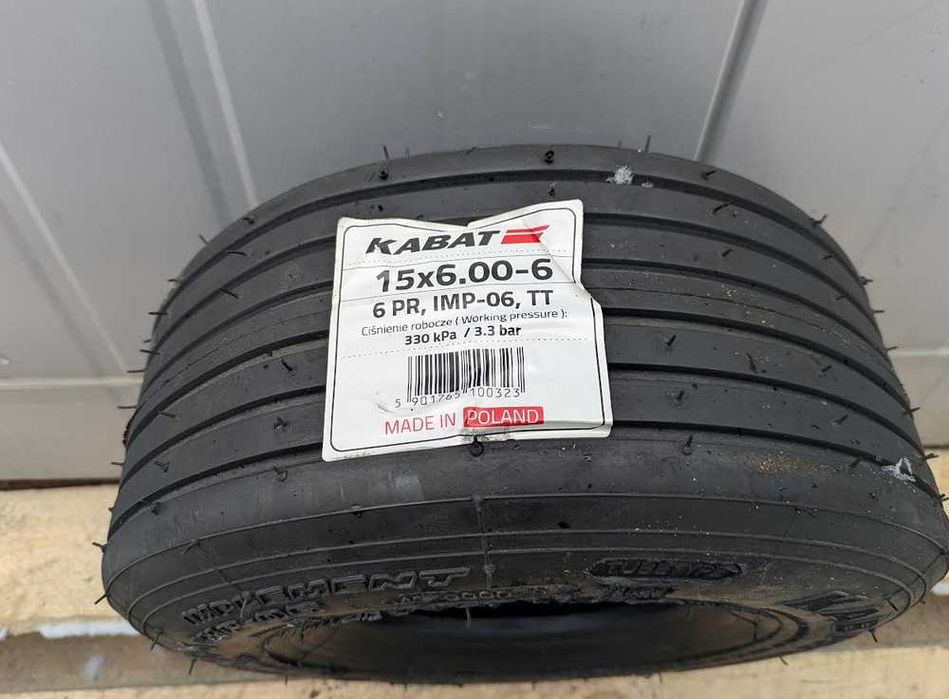 KABAT
15x6.00-6
6 PR, IMP-06, TT
Ciśnienie robocze ( Working pressure ):
330 kPa / 3.3 bar
5 901765 100323
MADE IN POLAND
IMPLEMENT